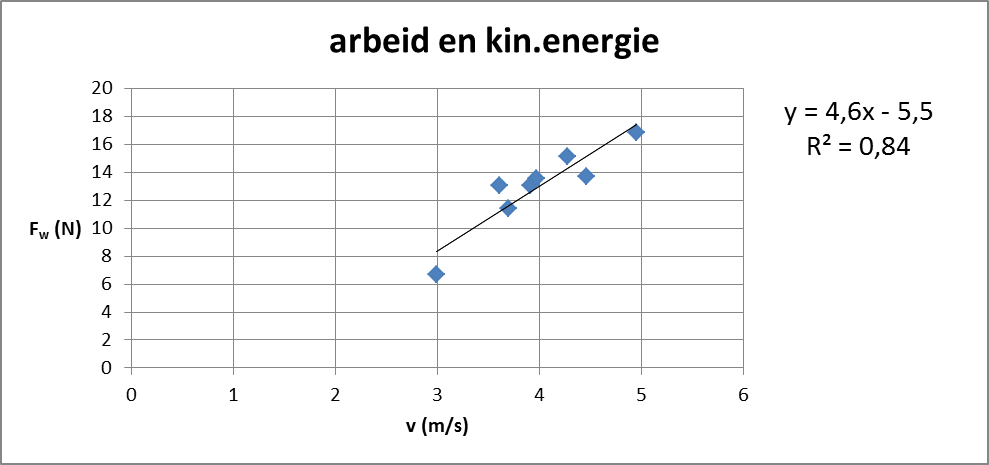 arbeid en kin.energie
20
18
16
14
12
10
8
6
4
2
0
Fw (N)
0 1 2 3 4 5 6
v (m/s)
y = 4,6x - 5,5
R² = 0,84